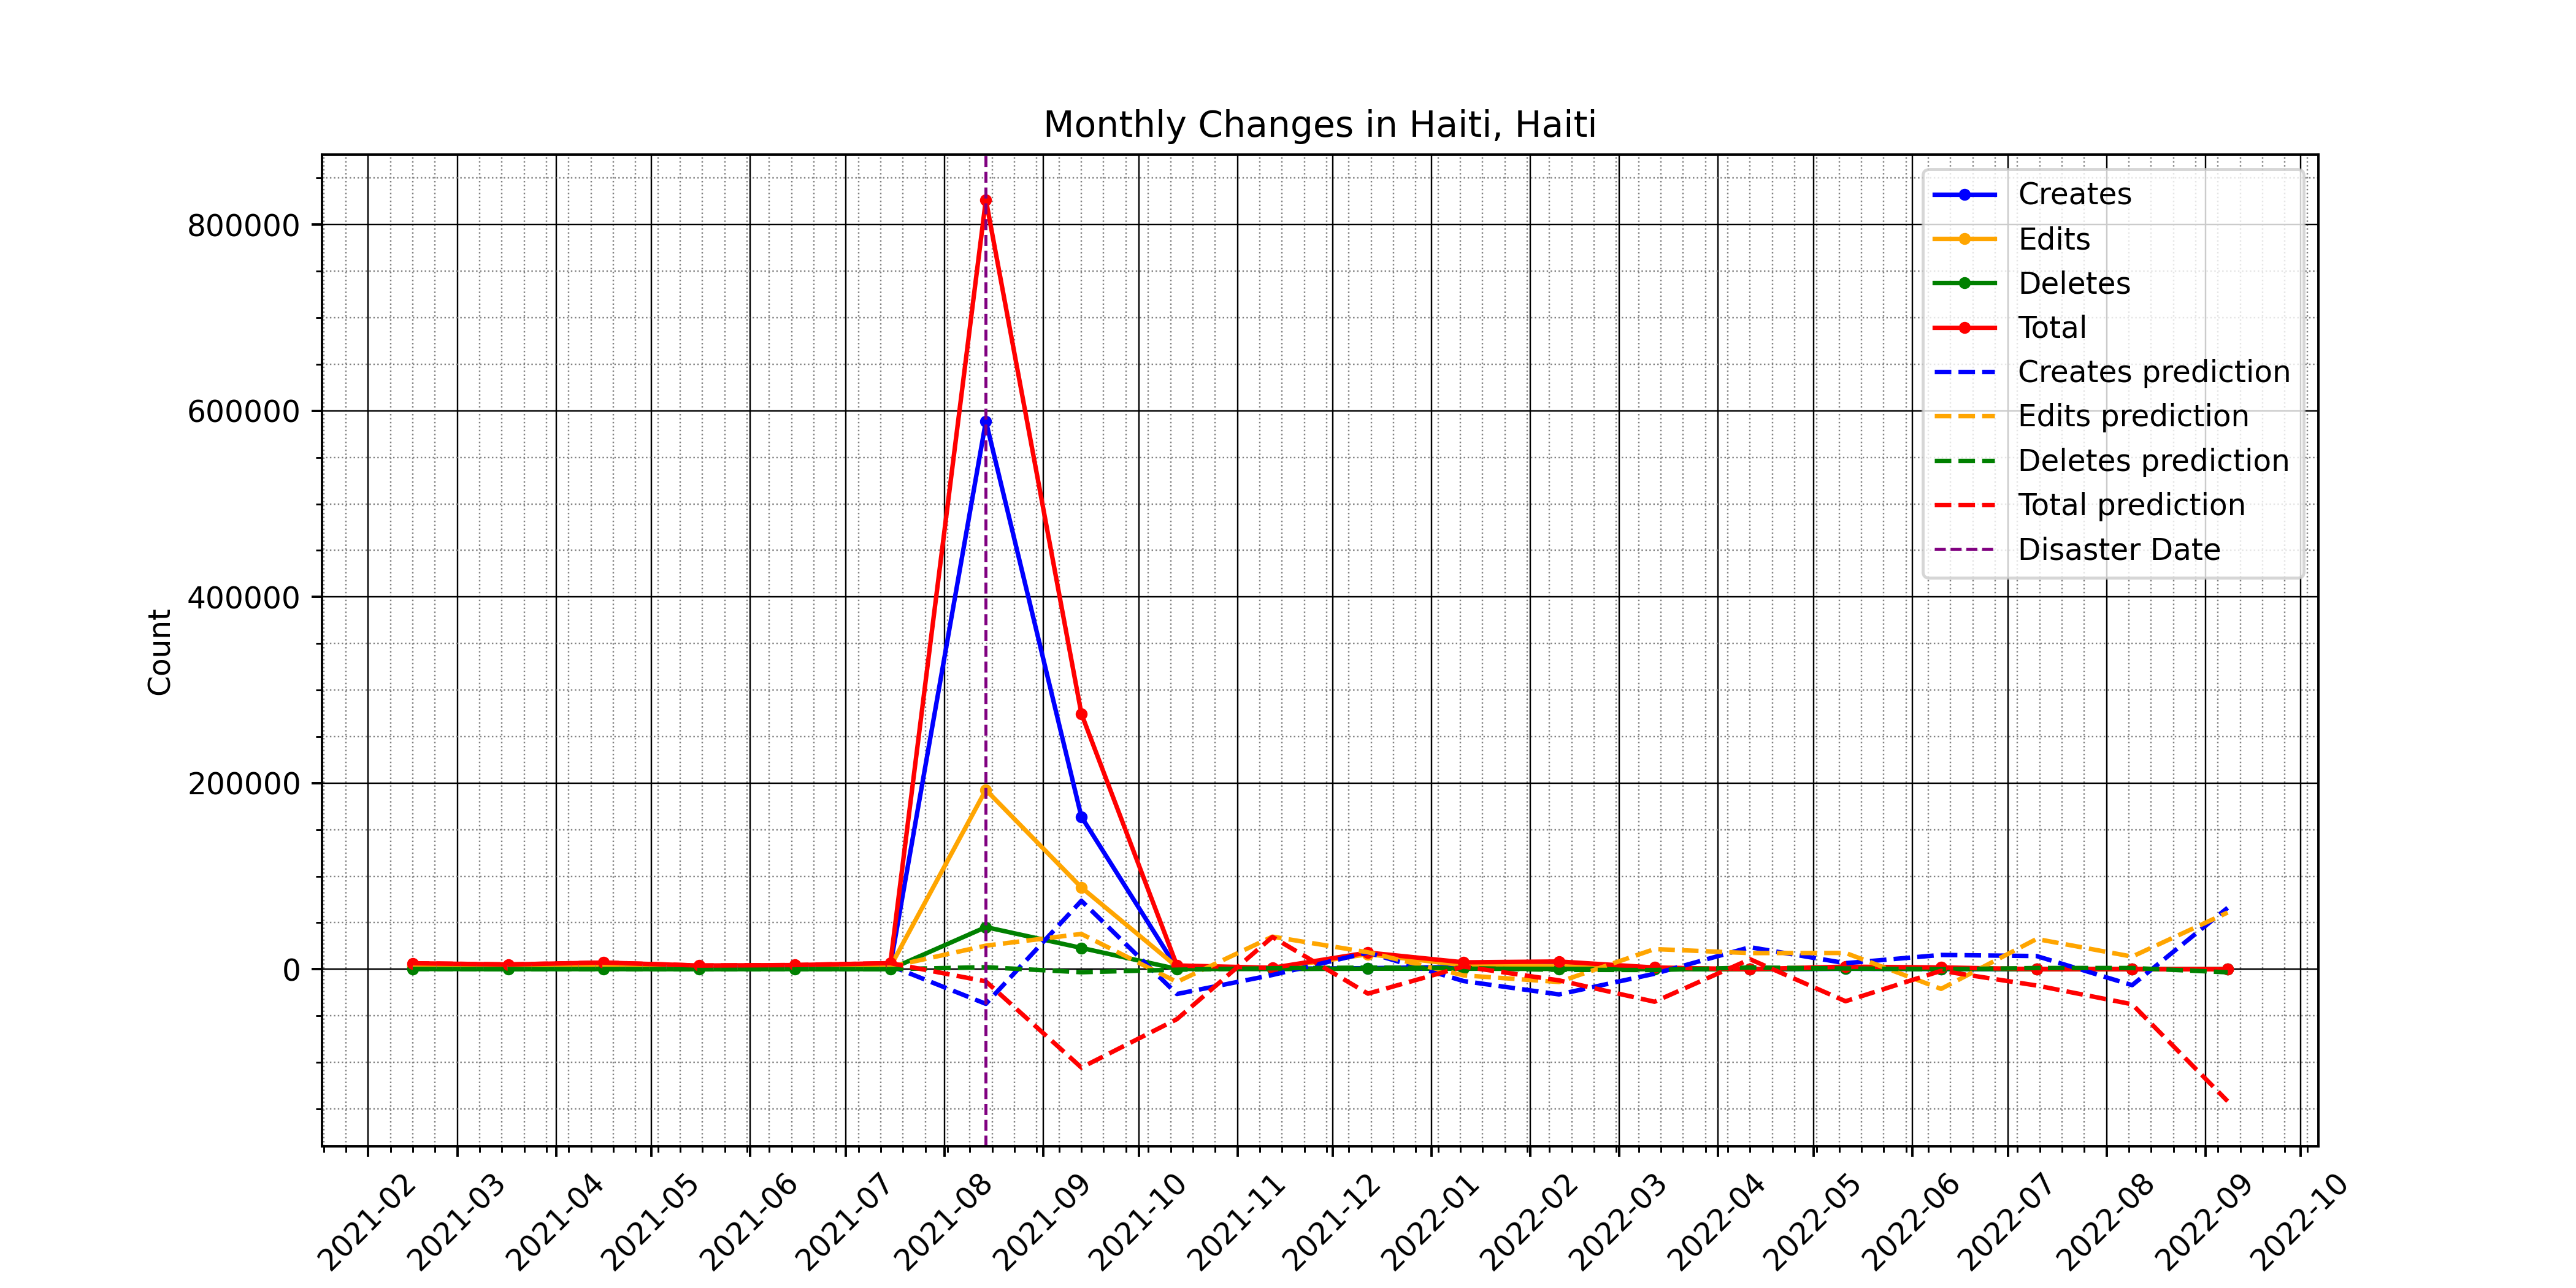 Monthly Changes in Haiti, Haiti
Count
800000
600000
400000
200000
0
Creates
Edits
Deletes
Total
Creates prediction
Edits prediction
Deletes prediction
Total prediction
Disaster Date
2021-02
2021-03
2021-04
2021-05
2021-06
2021-07
2021-08
2021-09
2021-10
2021-11
2021-12
2022-01
2022-02
2022-03
2022-04
2022-05
2022-06
2022-07
2022-08
2022-09
2022-10